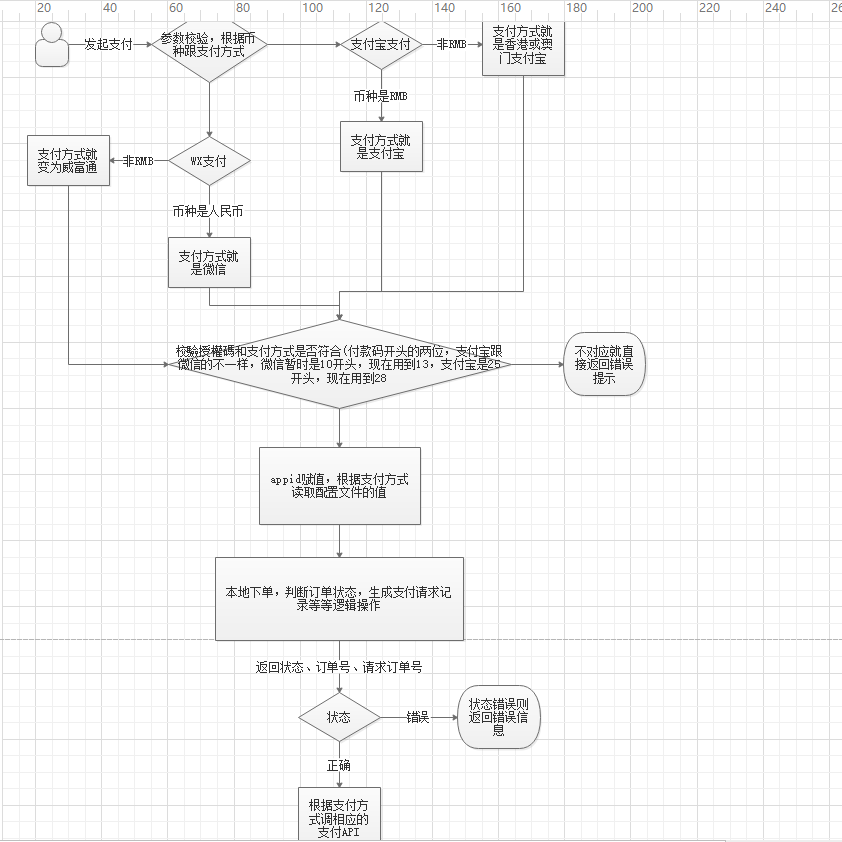 20 40 60 80 100 120 140 160 180 200 220 240 26
发起支付
参数校验，根据币
种跟支付方式
支付宝支付
非RMB
支付方式就
是香港或澳
门支付宝
币种是RMB
支付方式就
变为威富通
非RMB
WX支付
支付方式就
是支付宝
币种是人民币
支付方式就
是微信
校验授權碼和支付方式是否符合(付款码开头的两位，支付宝跟
微信的不一样，微信暂时是10开头，现在用到13，支付宝是25
开头，现在用到28
不对应就直
接返回错误
提示
appid赋值，根据支付方式
读取配置文件的值
本地下单，判断订单状态，生成支付请求记
录等等逻辑操作
返回状态、订单号、请求订单号
状态
错误
状态错误则
返回错误信
息
正确
根据支付方
式调相应的
支付API